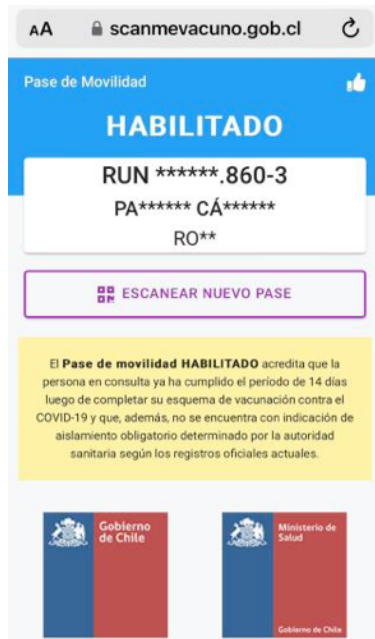 AA scanmevacuno.gob.cl
Pase de Movilidad
HABILITADO
RUN ******.860-3
PA****** CÁ******
RO**
ESCANEAR NUEVO PASE
El Pase de movilidad HABILITADO acredita que la
persona en consulta ya ha cumplido el período de 14 días
luego de completar su esquema de vacunación contra el
COVID-19 y que, además, no se encuentra con indicación de
aislamiento obligatorio determinado por la autoridad
sanitaria según los registros oficiales actuales.
Gobierno
de Chile
Ministerio de
Salud
Gobierno de Chile